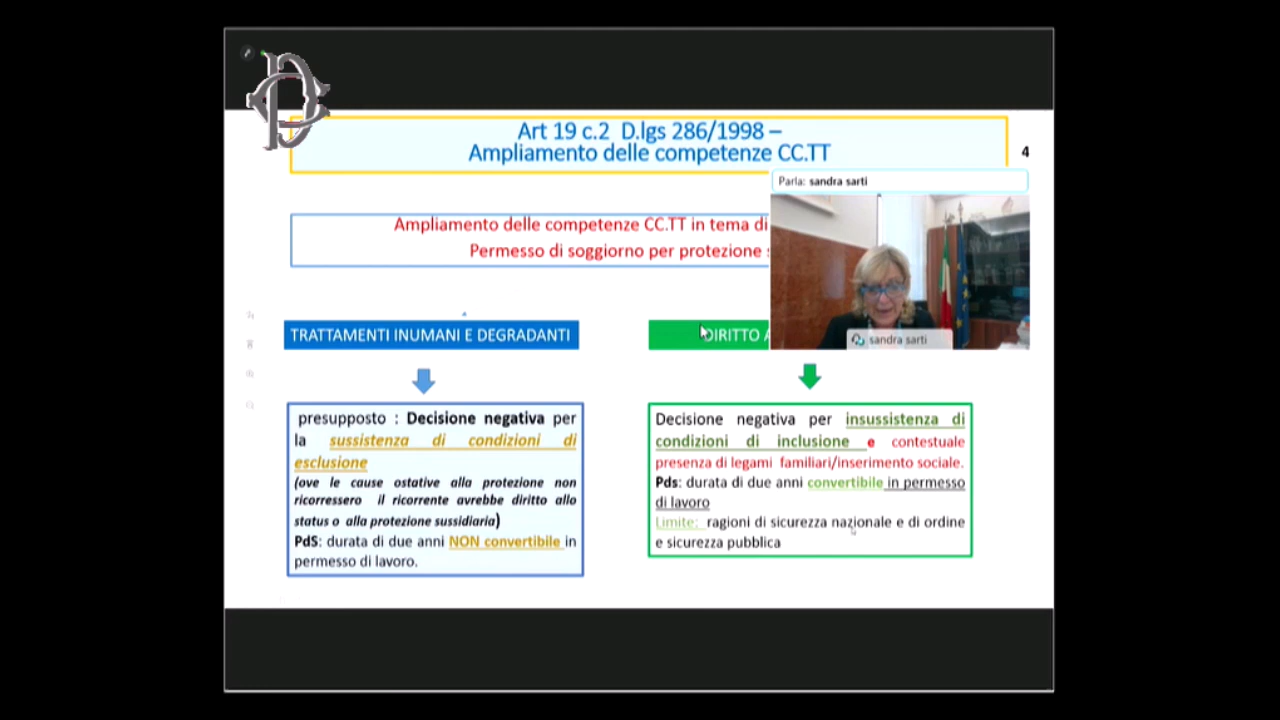 Art 19 c.2 D.lgs 286/1998 –
Ampliamento delle competenze CC.TT
4
Parla: sandra sarti
Ampliamento delle competenze CC.TT in tema di
Permesso di soggiorno per protezione
sandra sarti
TRATTAMENTI INUMANI E DEGRADANTI
DIRITTO
presupposto : Decisione negativa per
la sussistenza di condizioni di
esclusione
(ove le cause ostative alla protezione non
ricorressero il ricorrente avrebbe diritto allo
status o alla protezione sussidiaria)
PdS: durata di due anni NON convertibile in
permesso di lavoro.
Decisione negativa per insussistenza di
condizioni di inclusione e contestuale
presenza di legami familiari/inserimento sociale.
Pds: durata di due anni convertibile in permesso
di lavoro
Limite: ragioni di sicurezza nazionale e di ordine
e sicurezza pubblica